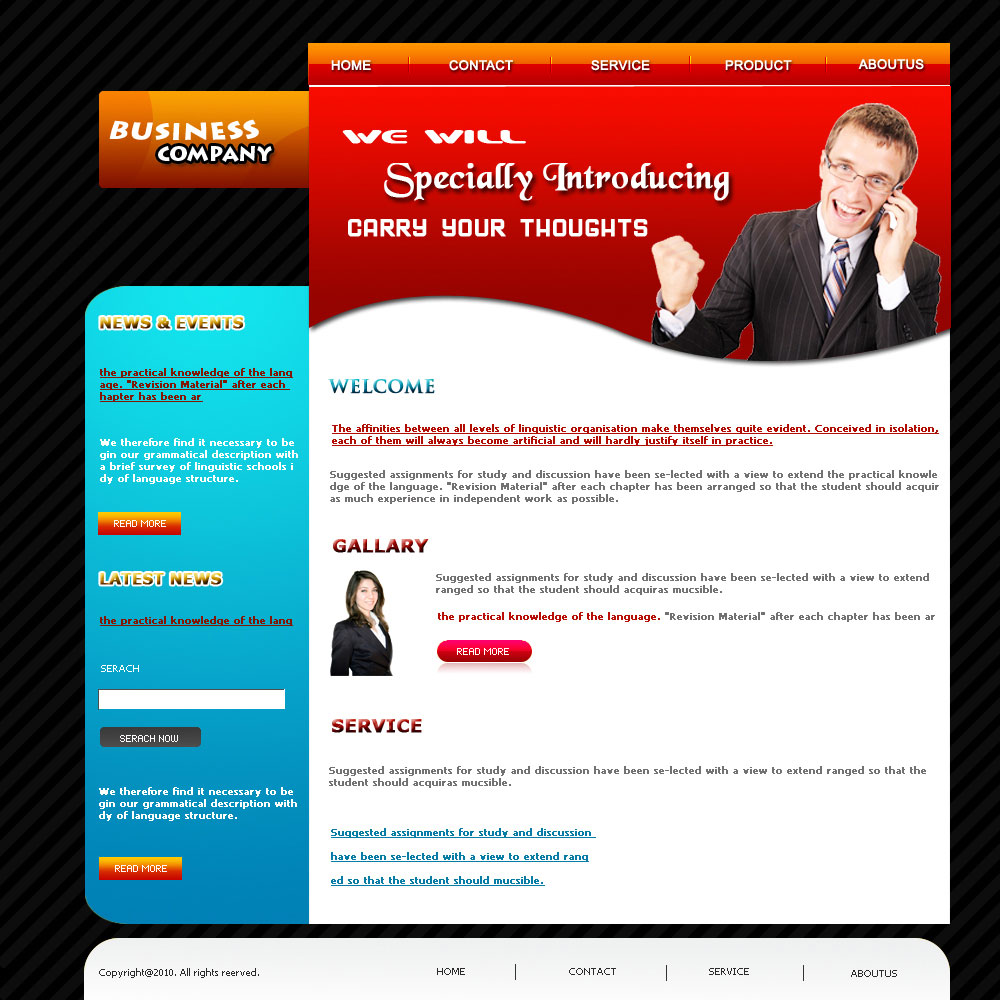 HOME
CONTACT
SERVICE
PRODUCT
ABOUTUS
BUSINESS
COMPANY
WE WILL
Specially Introducing
CARRY YOUR THOUGHTS
NEWS & EVENTS
the practical knowledge of the lang
age. "Revision Material" after each
hapter has been ar
We therefore find it necessary to be
gin our grammatical description with
a brief survey of linguistic schools i
dy of language structure.
READ MORE
LATEST NEWS
the practical knowledge of the lang
SERACH
SERACH NOW
We therefore find it necessary to be
gin our grammatical description with
dy of language structure.
READ MORE
WELCOME
The affinities between all levels of linguistic organisation make themselves quite evident. Conceived in isolation,
each of them will always become artificial and will hardly justify itself in practice.
Suggested assignments for study and discussion have been se-lected with a view to extend the practical knowle
dge of the language. "Revision Material" after each chapter has been arranged so that the student should acquir
as much experience in independent work as possible.
GALLARY
Suggested assignments for study and discussion have been se-lected with a view to extend
ranged so that the student should acquiras mucsible.
the practical knowledge of the language. "Revision Material" after each chapter has been ar
READ MORE
SERVICE
Suggested assignments for study and discussion have been se-lected with a view to extend ranged so that the
student should acquiras mucsible.
Suggested assignments for study and discussion
have been se-lected with a view to extend rang
ed so that the student should mucsible.
Copyright@2010. All rights reerved.
HOME
CONTACT
SERVICE
ABOUTUS